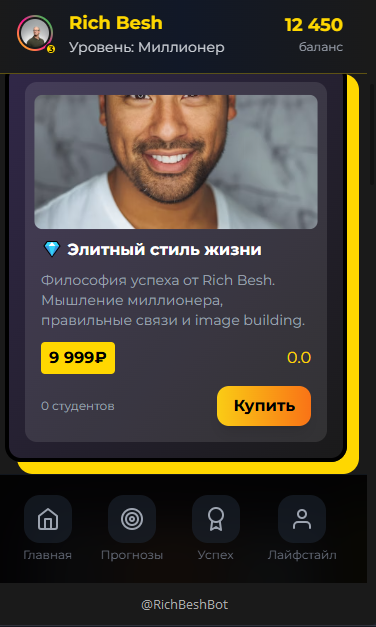 Rich Besh
12 450
Уровень: Миллионер
баланс
3
💎 Элитный стиль жизни
Философия успеха от Rich Besh.
Мышление миллионера,
правильные связи и image building.
9 999₽
0.0
0 студентов
Купить
Главная
Прогнозы
Успех
Лайфстайл
@RichBeshBot